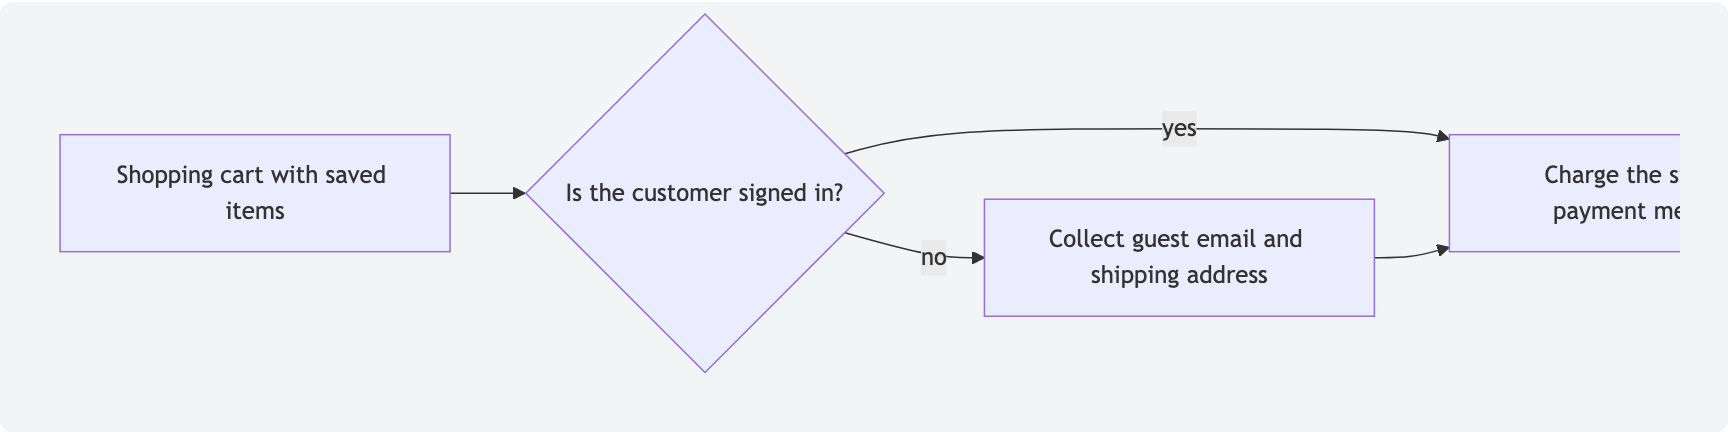 Shopping cart with saved
items
Is the customer signed in?
yes
no
Collect guest email and
shipping address
Charge the
payment